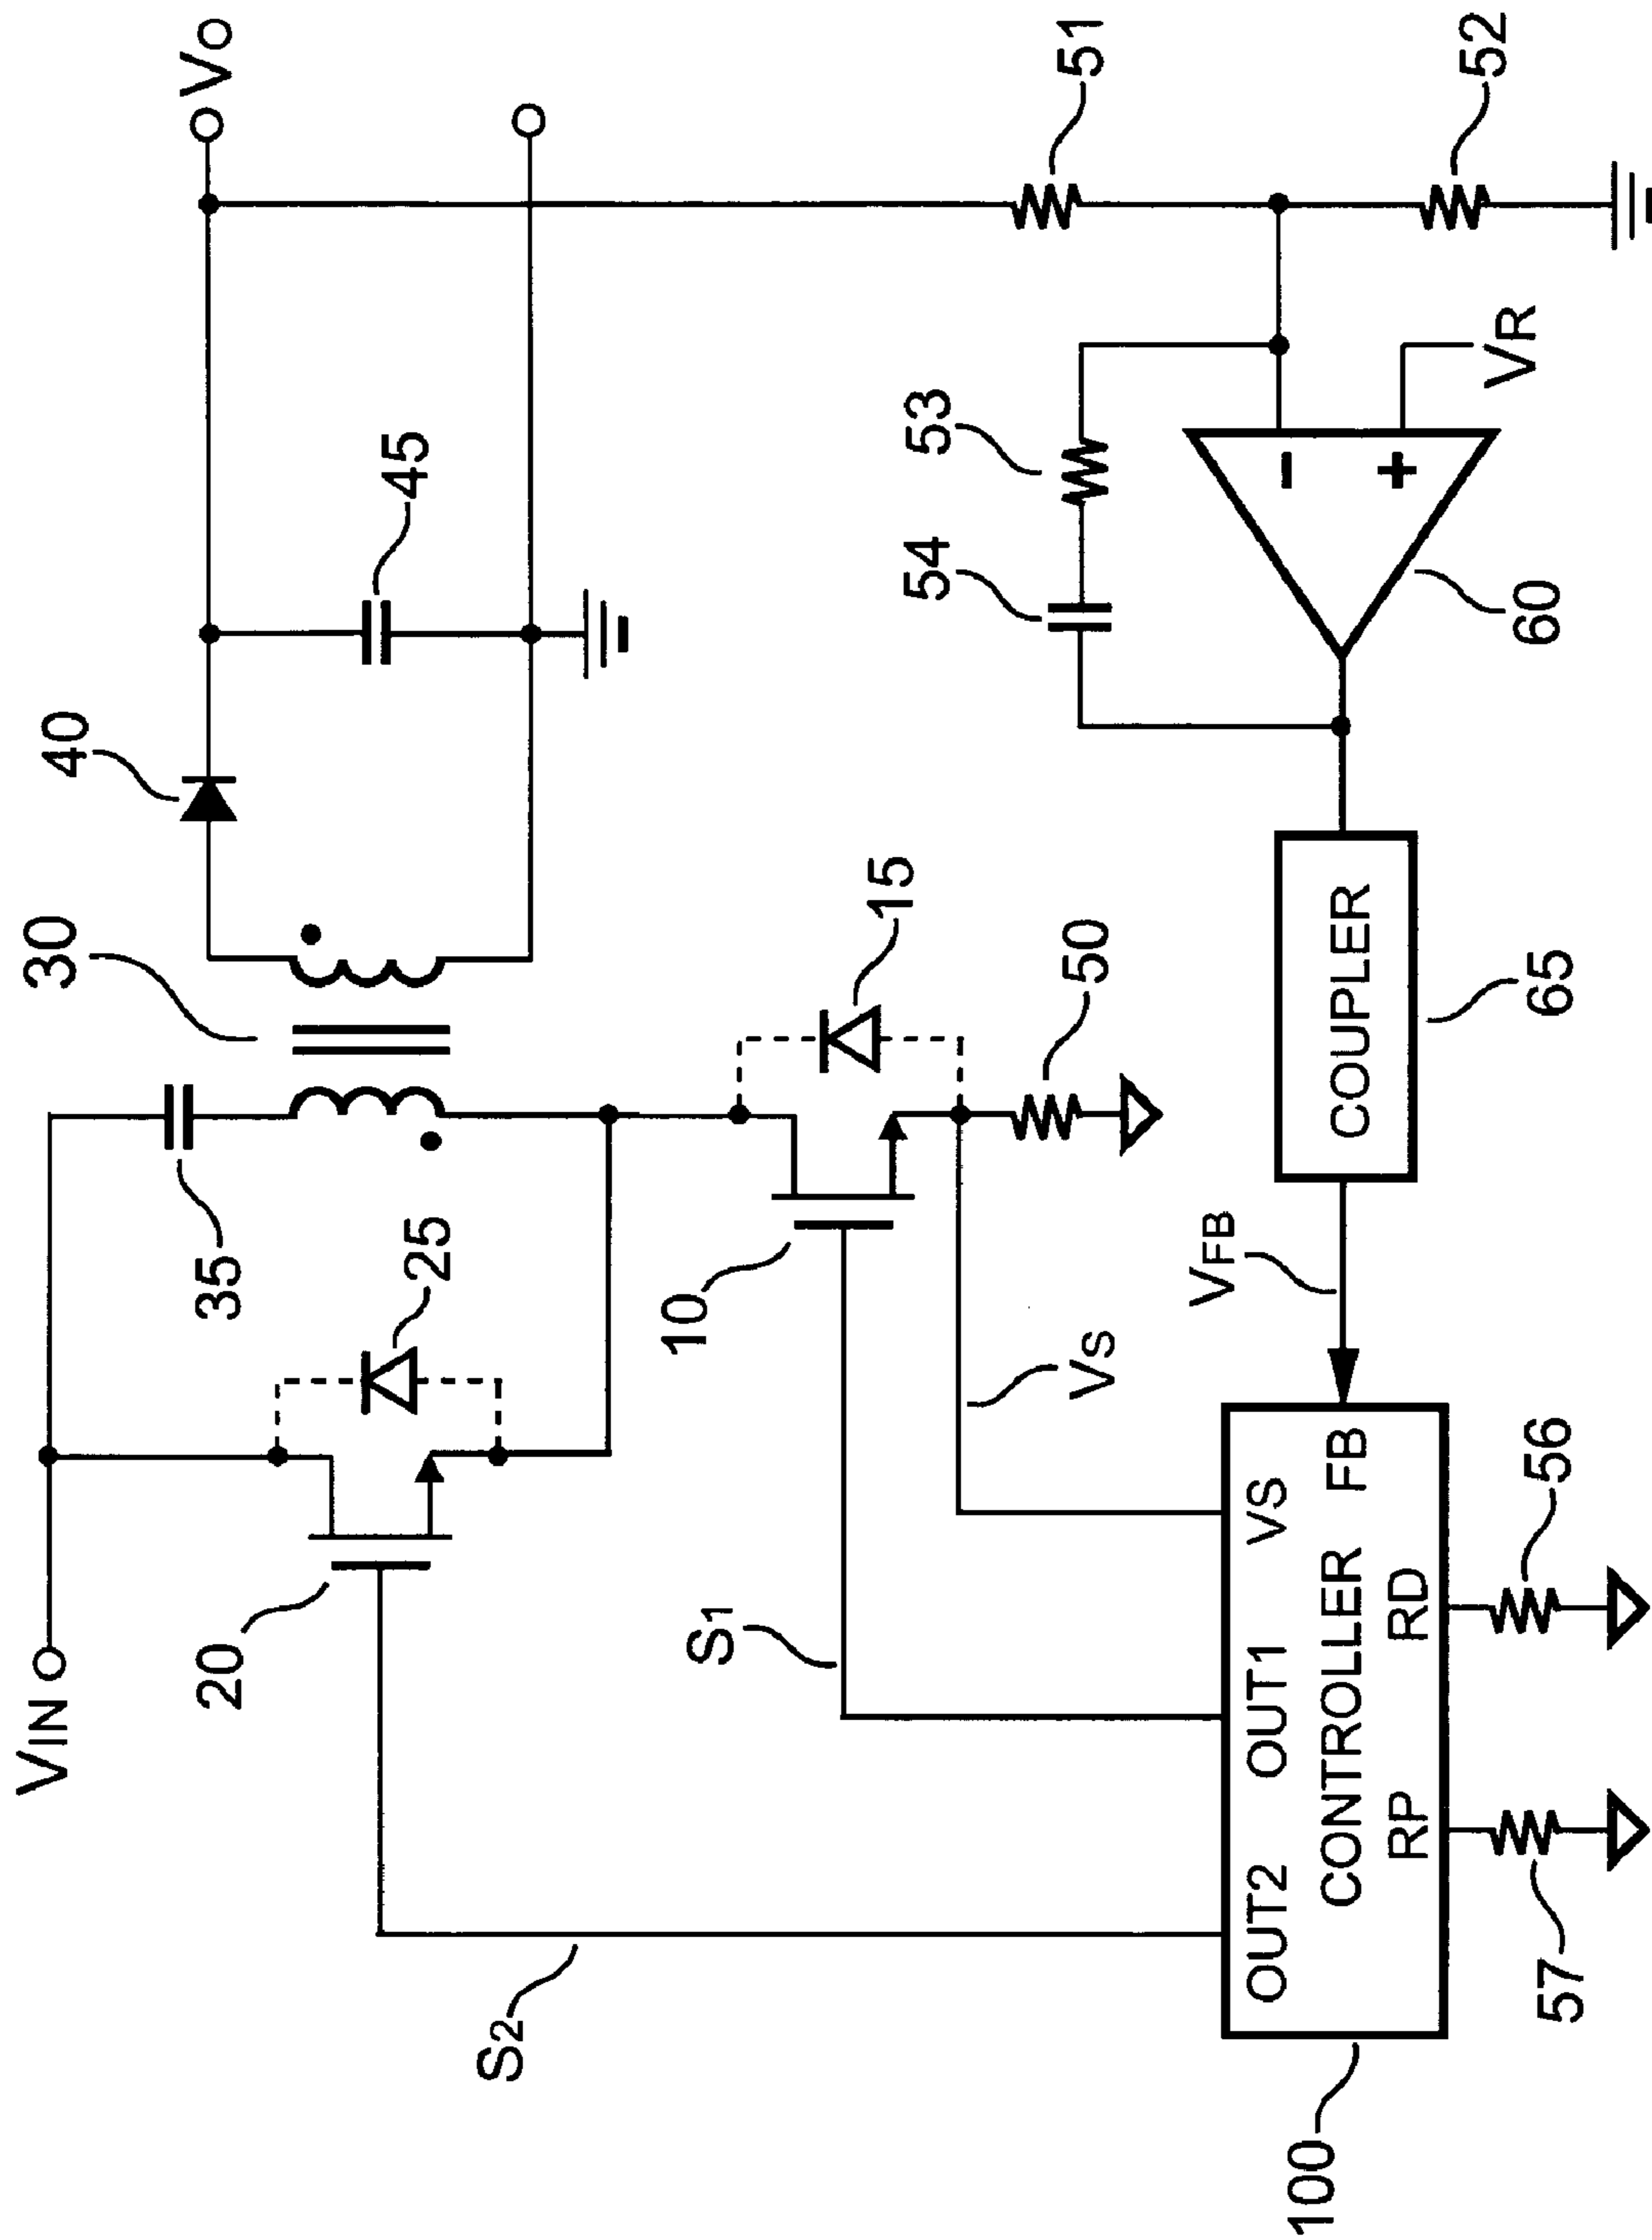 VIN
VO
30
40
35
45
25
20
15
10
50
51
53
54
S2
S1
VS
VFB
VR
52
60
65
COUPLER
OUT2 OUT1 VS
CONTROLLER FB
RP RD
100
57
56